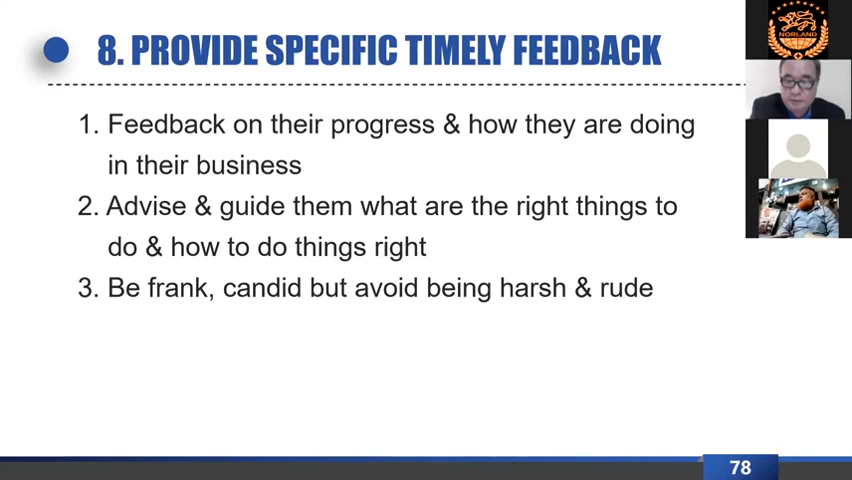 8. PROVIDE SPECIFIC TIMELY FEEDBACK
1. Feedback on their progress & how they are doing
in their business
2. Advise & guide them what are the right things to
do & how to do things right
3. Be frank, candid but avoid being harsh & rude
78
NORLAND